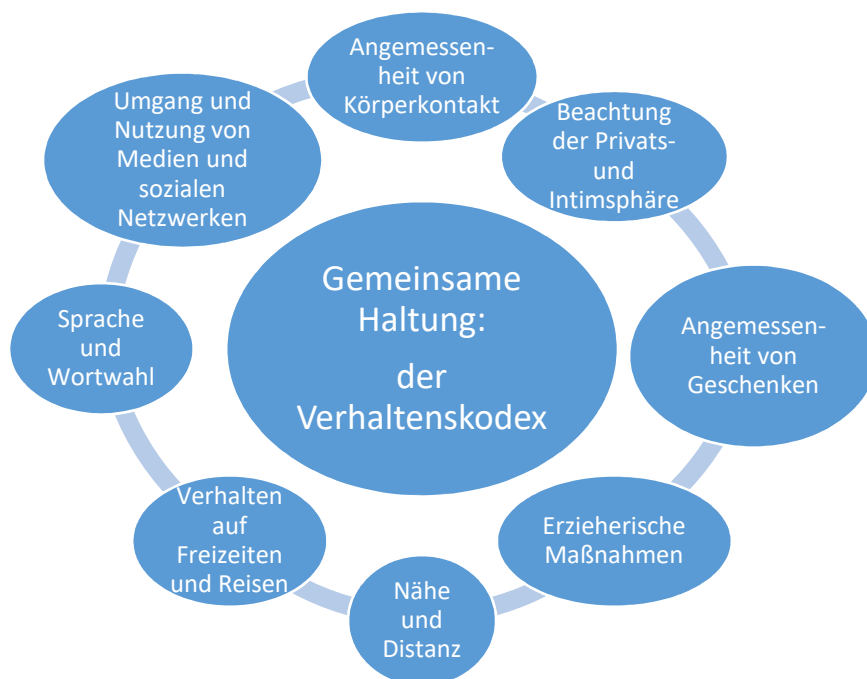 Angemessen-
heit von
Körperkontakt
Beachtung
der Privats-
und
Intimsphäre
Angemessen-
heit von
Geschenken
Erzieherische
Maßnahmen
Nähe
und
Distanz
Verhalten
auf
Freizeiten
und Reisen
Sprache
und
Wortwahl
Umgang und
Nutzung von
Medien und
sozialen
Netzwerken
Gemeinsame
Haltung:
der
Verhaltenskodex